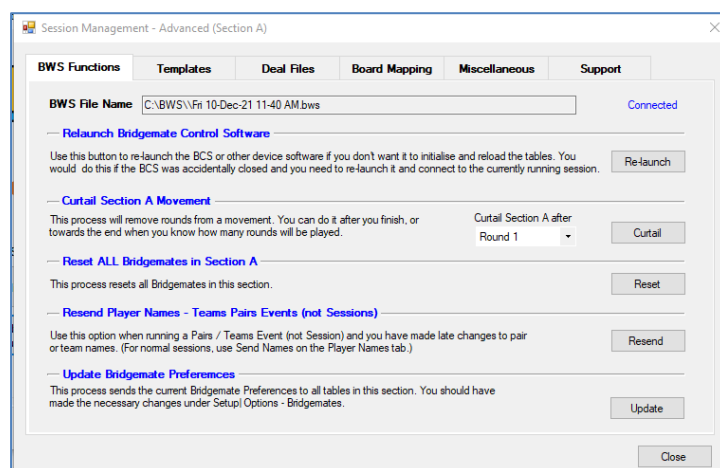 Session Management - Advanced (Section A)
BWS Functions Templates Deal Files Board Mapping Miscellaneous Support
BWS File Name C:\BWS\\Fri 10-Dec-21 11-40 AM.bws Connected
Relaunch Bridgemate Control Software
Use this button to re-launch the BCS or other device software if you don't want it to initialise and reload the tables. You
would do this if the BCS was accidentally closed and you need to re-launch it and connect to the currently running session.
Re-launch
Curtail Section A Movement
This process will remove rounds from a movement. You can do it after you finish, or
towards the end when you know how many rounds will be played.
Curtail Section A after
Round 1
Curtail
Reset ALL Bridgemates in Section A
This process resets all Bridgemates in this section.
Reset
Resend Player Names - Teams Pairs Events (not Sessions)
Use this option when running a Pairs / Teams Event (not Session) and you have made late changes to pair
or team names. (For normal sessions, use Send Names on the Player Names tab.)
Resend
Update Bridgemate Preferemces
This process sends the current Bridgemate Preferences to all tables in this section. You should have
made the necessary changes under Setup| Options - Bridgemates.
Update
Close